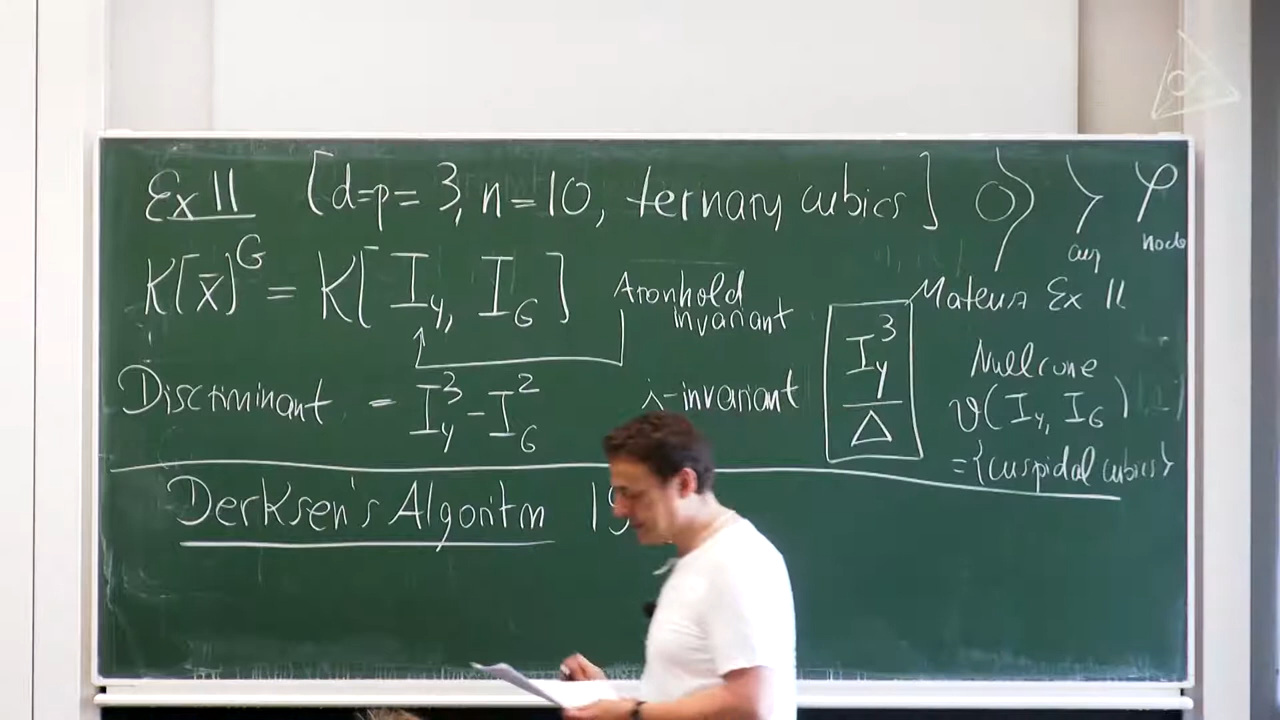 Ex 11 [d=p=3, n=10, ternary cubics]
cusp node
K[x̄]^G = K[I_4, I_6] Aronhold invariant
Mateusz Ex 11
Discriminant = I_4^3 - I_6^2
j-invariant I_4^3 / Δ
Nullcone
V(I_4, I_6)
= {cuspidal cubics}
Derksen's Algoritm 19